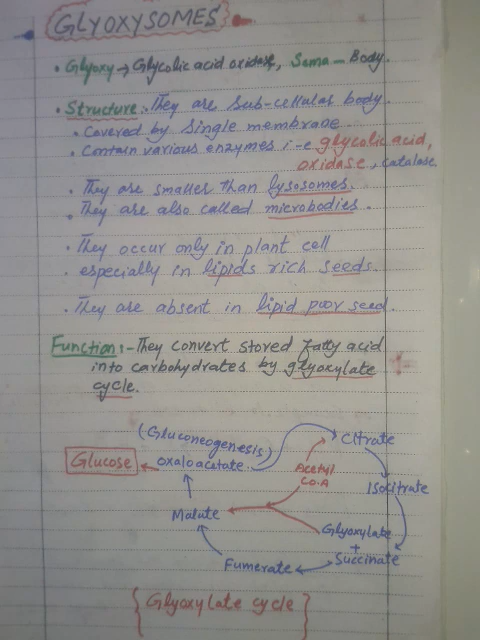 GLYOXYSOMES
• Glyoxy → Glycolic acid oxidase, Soma - Body.
• Structure:- They are sub-cellular body.
• Covered by single membrane.
• Contain various enzymes i-e glycolic acid,
oxidase, catalase
• They are smaller than lysosomes.
• They are also called microbodies.
• They occur only in plant cell
• especially in lipids rich seeds.
• They are absent in lipid poor seed.
Function:- They convert stored fatty acid
into carbohydrates by glyoxylate
cycle.
(Gluconeogenesis)
Citrate
Glucose
oxaloacetate
Acetyl
Co.A
Isocitrate
Malute
Glyoxylate
+
Succinate
Fumerate
{Glyoxylate cycle}